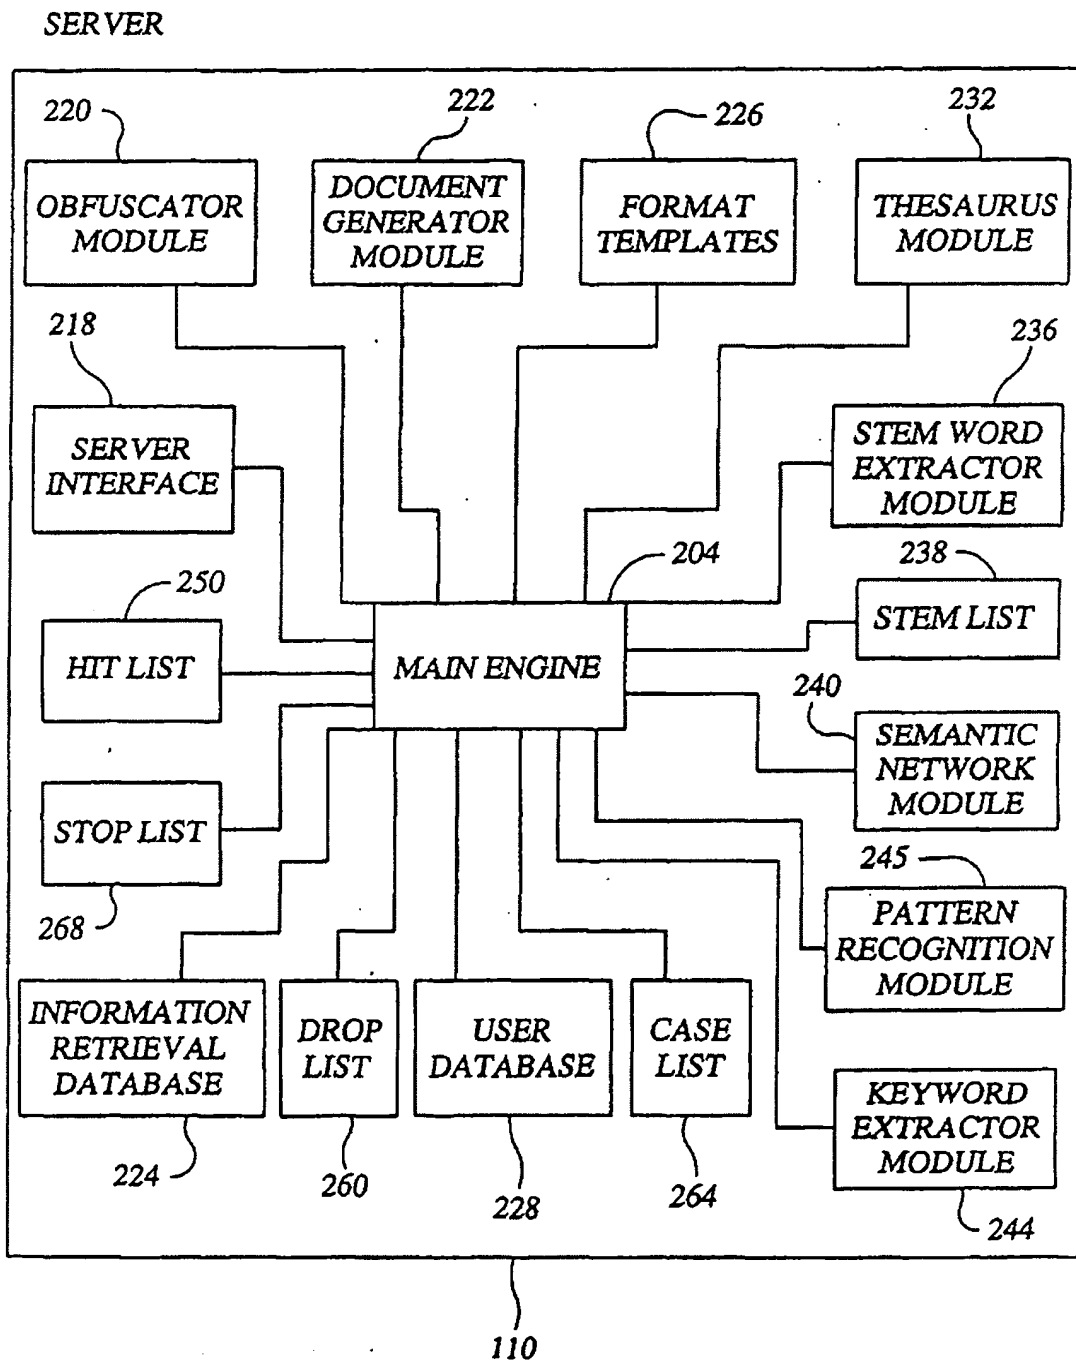 SERVER
220
222
226
232
OBFUSCATOR
MODULE
DOCUMENT
GENERATOR
MODULE
FORMAT
TEMPLATES
THESAURUS
MODULE
218
236
SERVER
INTERFACE
STEM WORD
EXTRACTOR
MODULE
204
238
250
STEM LIST
HIT LIST
MAIN ENGINE
240
SEMANTIC
NETWORK
MODULE
STOP LIST
245
268
PATTERN
RECOGNITION
MODULE
INFORMATION
RETRIEVAL
DATABASE
DROP
LIST
USER
DATABASE
CASE
LIST
KEYWORD
EXTRACTOR
MODULE
224
260
228
264
244
110